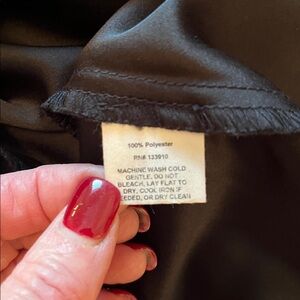 100% Polyester
RN# 133910
MACHINE WASH COLD
GENTLE, DO NOT
BLEACH, LAY FLAT TO
DRY, COOL IRON IF
EEDED, OR DRY CLEAN